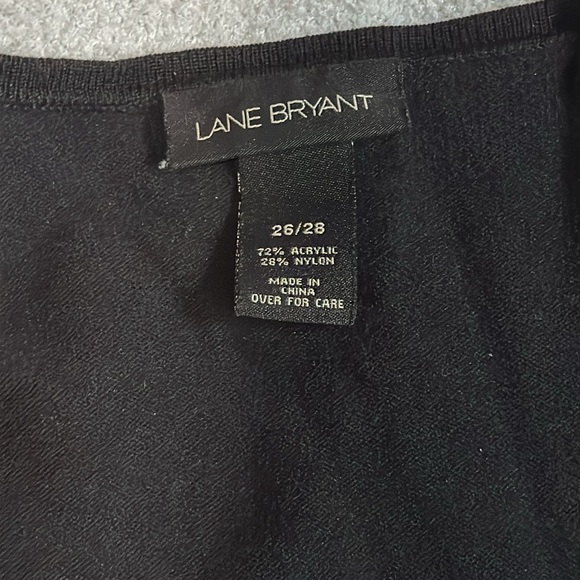 LANE BRYANT
26/28
72% ACRYLIC
28% NYLON
MADE IN
CHINA
OVER FOR CARE